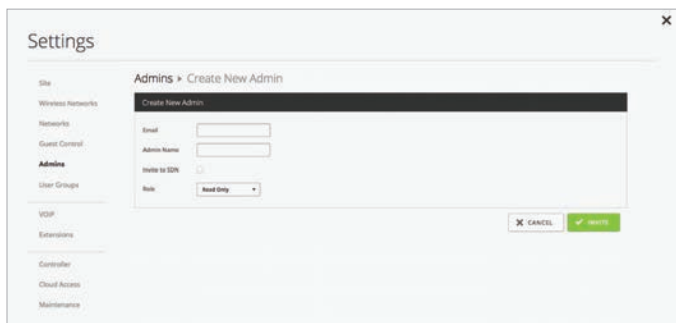 Settings
Site
Wireless Networks
Networks
Guest Control
Admins
User Groups
VOIP
Extensions
Controller
Cloud Access
Maintenance
Admins ▸ Create New Admin
Create New Admin
Email
Admin Name
Invite to SDN
Role
Read Only
CANCEL
INVITE